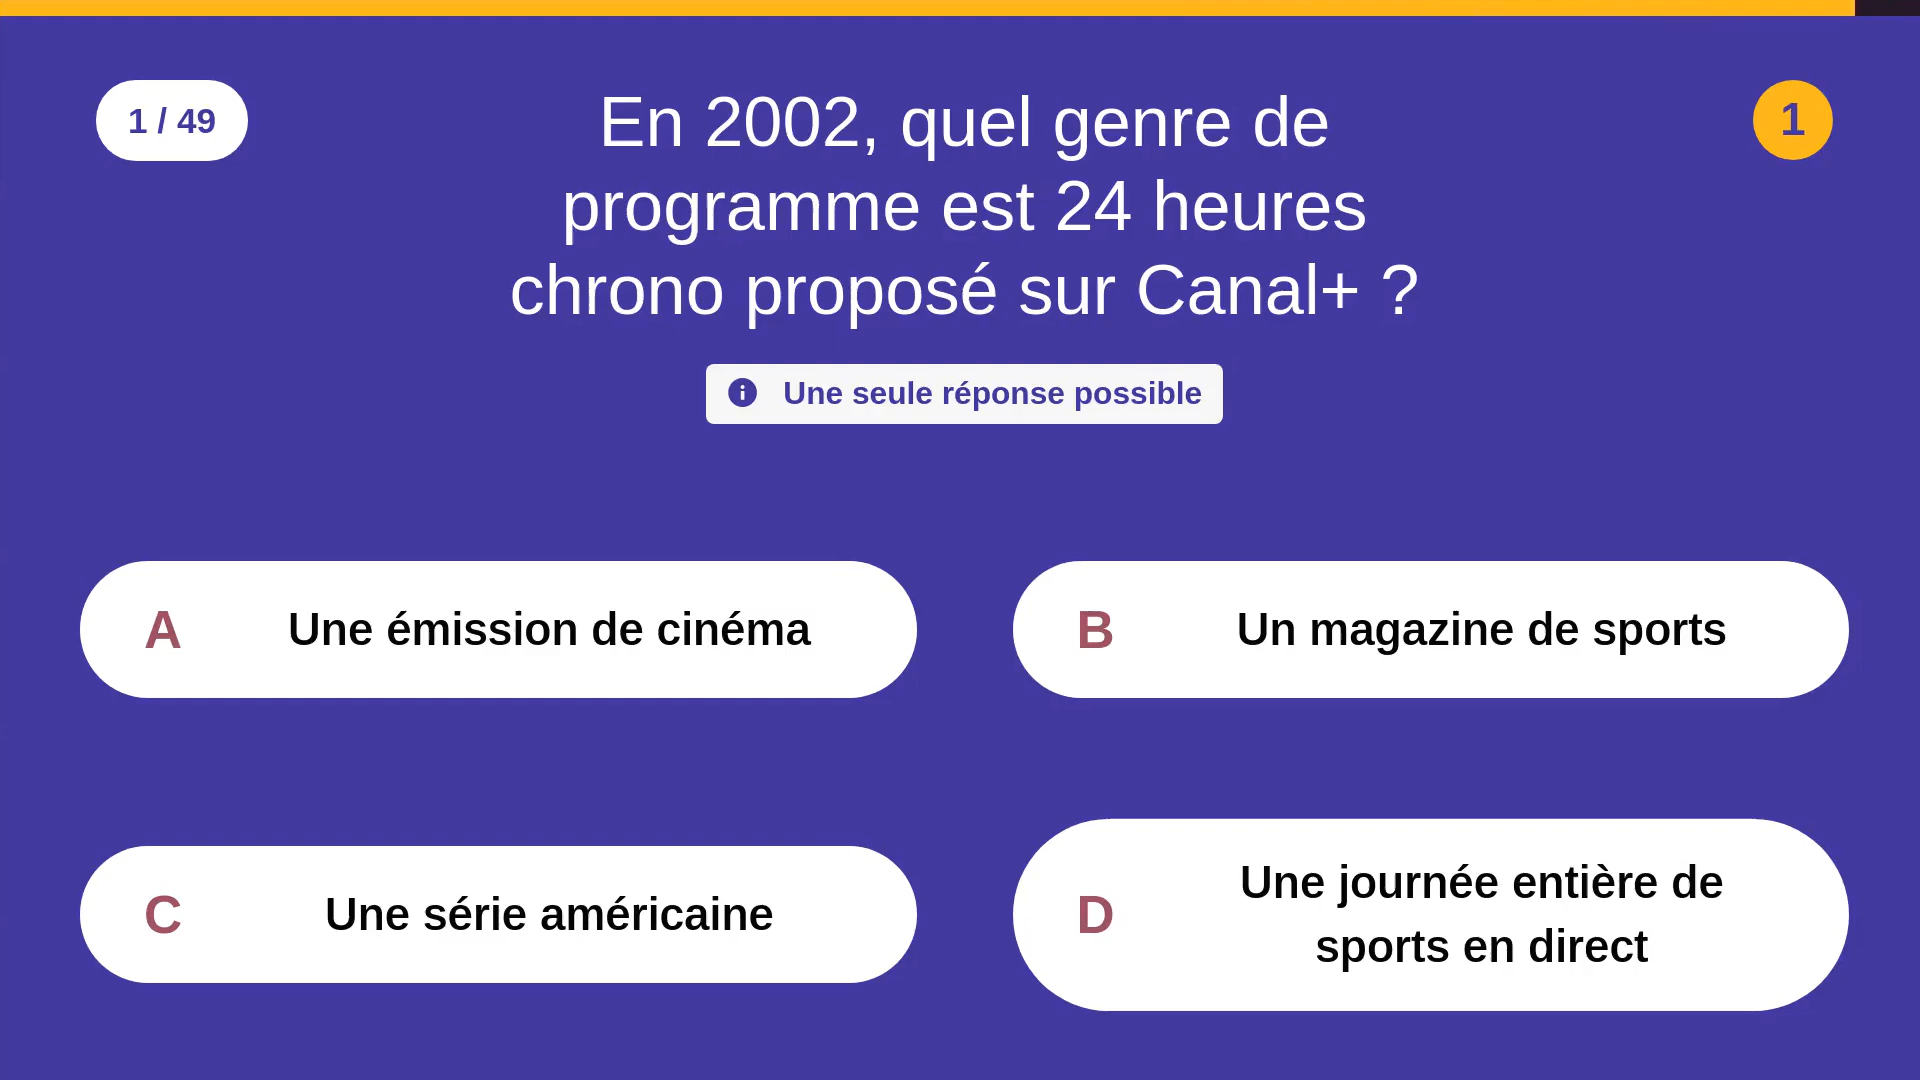 1 / 49
En 2002, quel genre de
programme est 24 heures
chrono proposé sur Canal+ ?
1
Une seule réponse possible
A Une émission de cinéma
B Un magazine de sports
C Une série américaine
D Une journée entière de
sports en direct